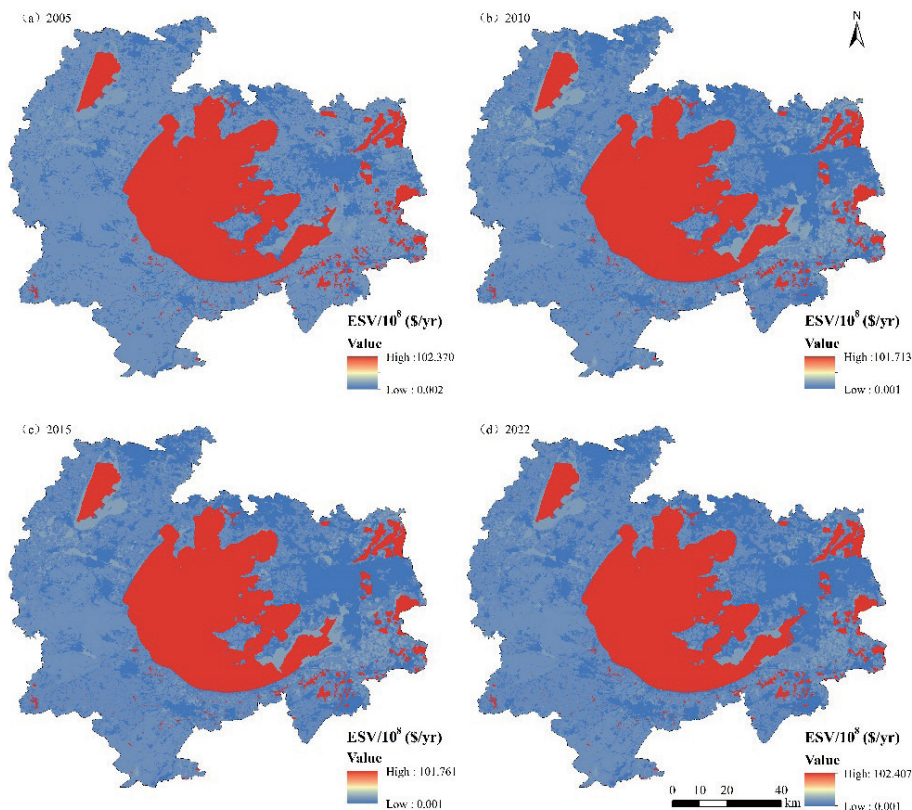 （a）2005
（b）2010
N
ESV/10⁸ ($/yr)
Value
High :102.370
Low : 0.002
ESV/10⁸ ($/yr)
Value
High :101.713
Low : 0.001
（c）2015
（d）2022
ESV/10⁸ ($/yr)
Value
High :101.761
Low : 0.001
ESV/10⁸ ($/yr)
Value
High: 102.407
Low : 0.001
0 10 20 40
km